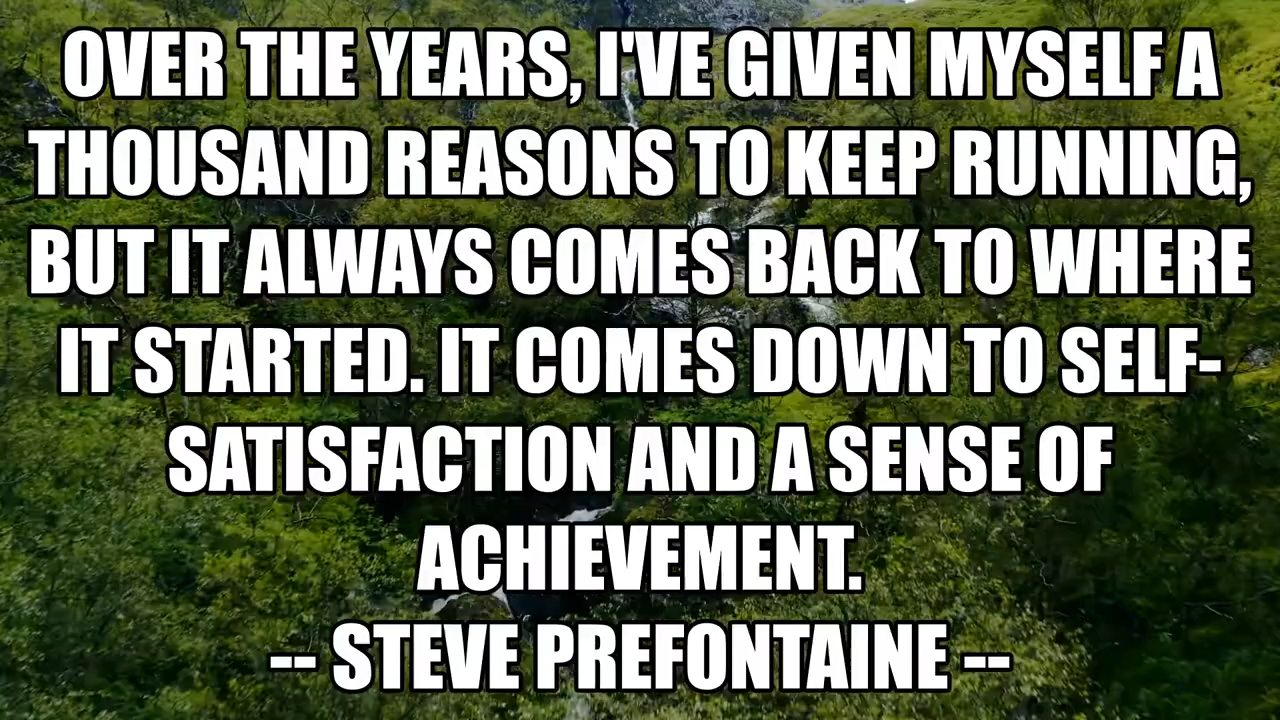 OVER THE YEARS, I'VE GIVEN MYSELF A
THOUSAND REASONS TO KEEP RUNNING,
BUT IT ALWAYS COMES BACK TO WHERE
IT STARTED. IT COMES DOWN TO SELF-
SATISFACTION AND A SENSE OF
ACHIEVEMENT.
-- STEVE PREFONTAINE --